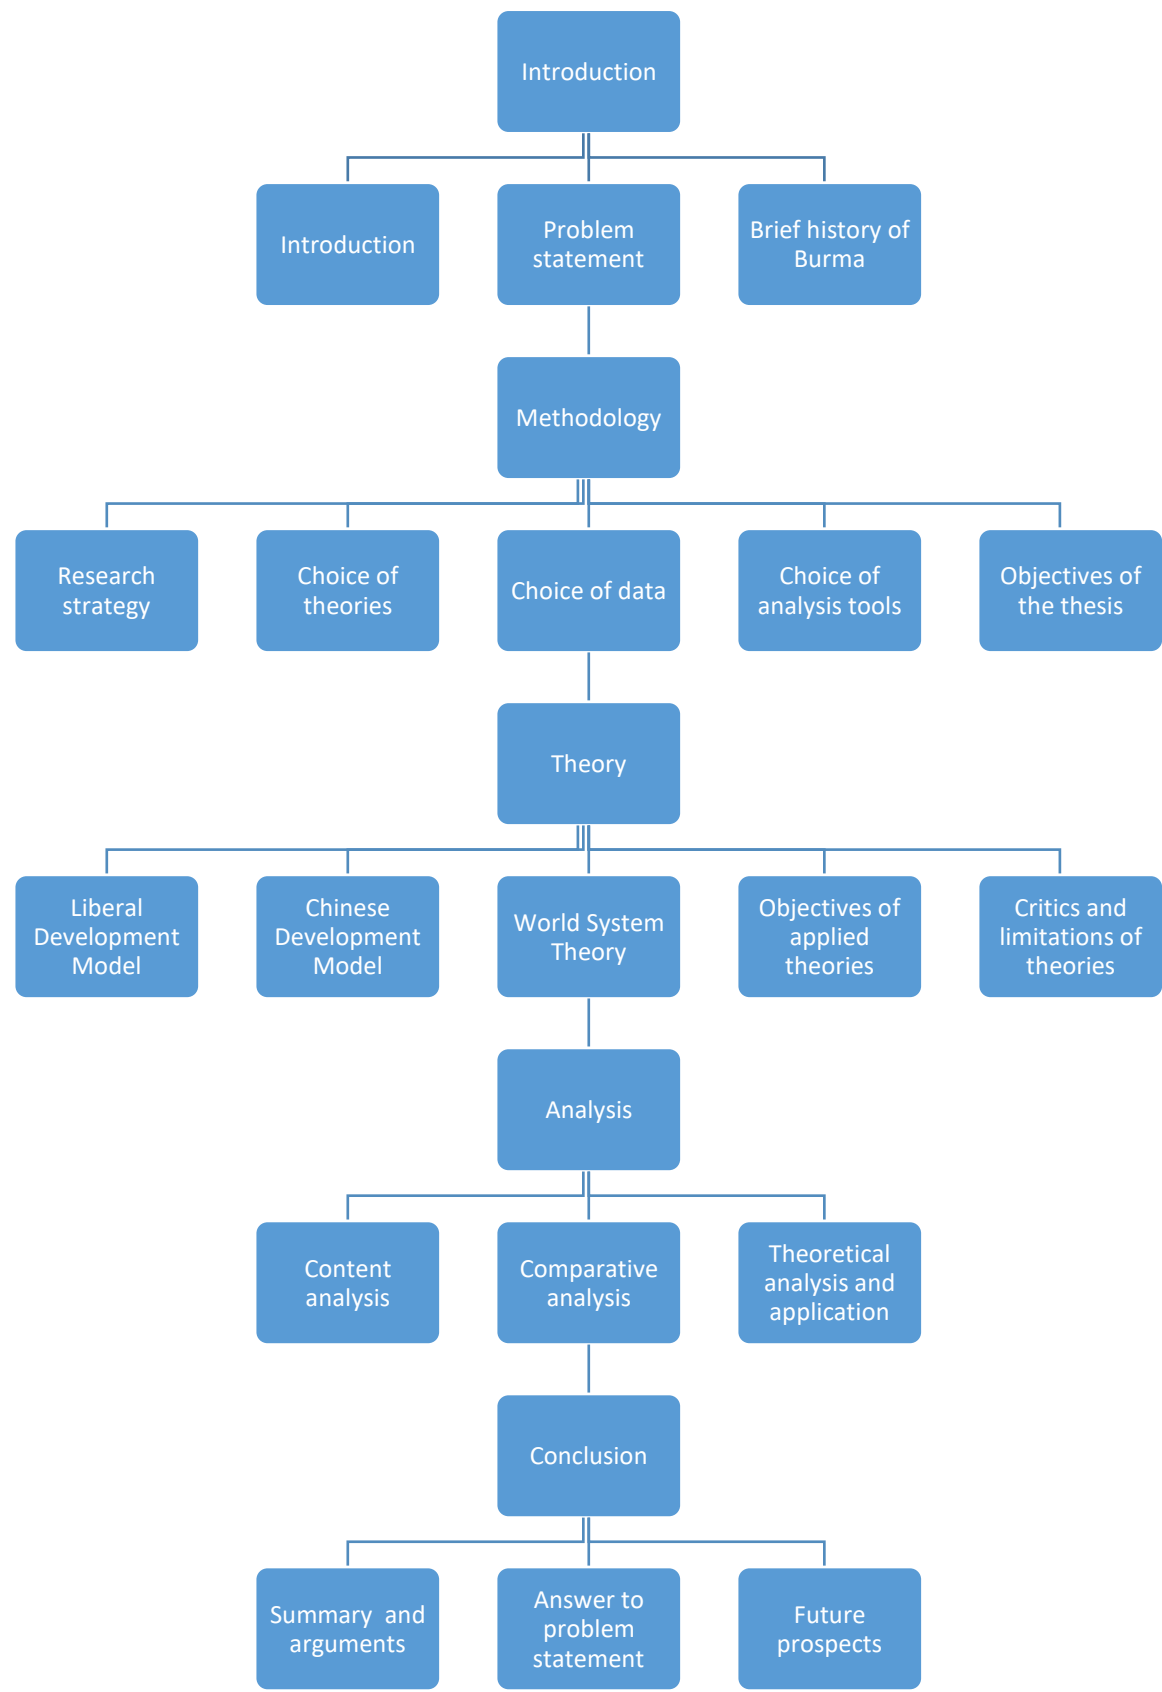 Introduction
Introduction
Problem
statement
Brief history of
Burma
Methodology
Research
strategy
Choice of
theories
Choice of data
Choice of
analysis tools
Objectives of
the thesis
Theory
Liberal
Development
Model
Chinese
Development
Model
World System
Theory
Objectives of
applied
theories
Critics and
limitations of
theories
Analysis
Content
analysis
Comparative
analysis
Theoretical
analysis and
application
Conclusion
Summary  and
arguments
Answer to
problem
statement
Future
prospects